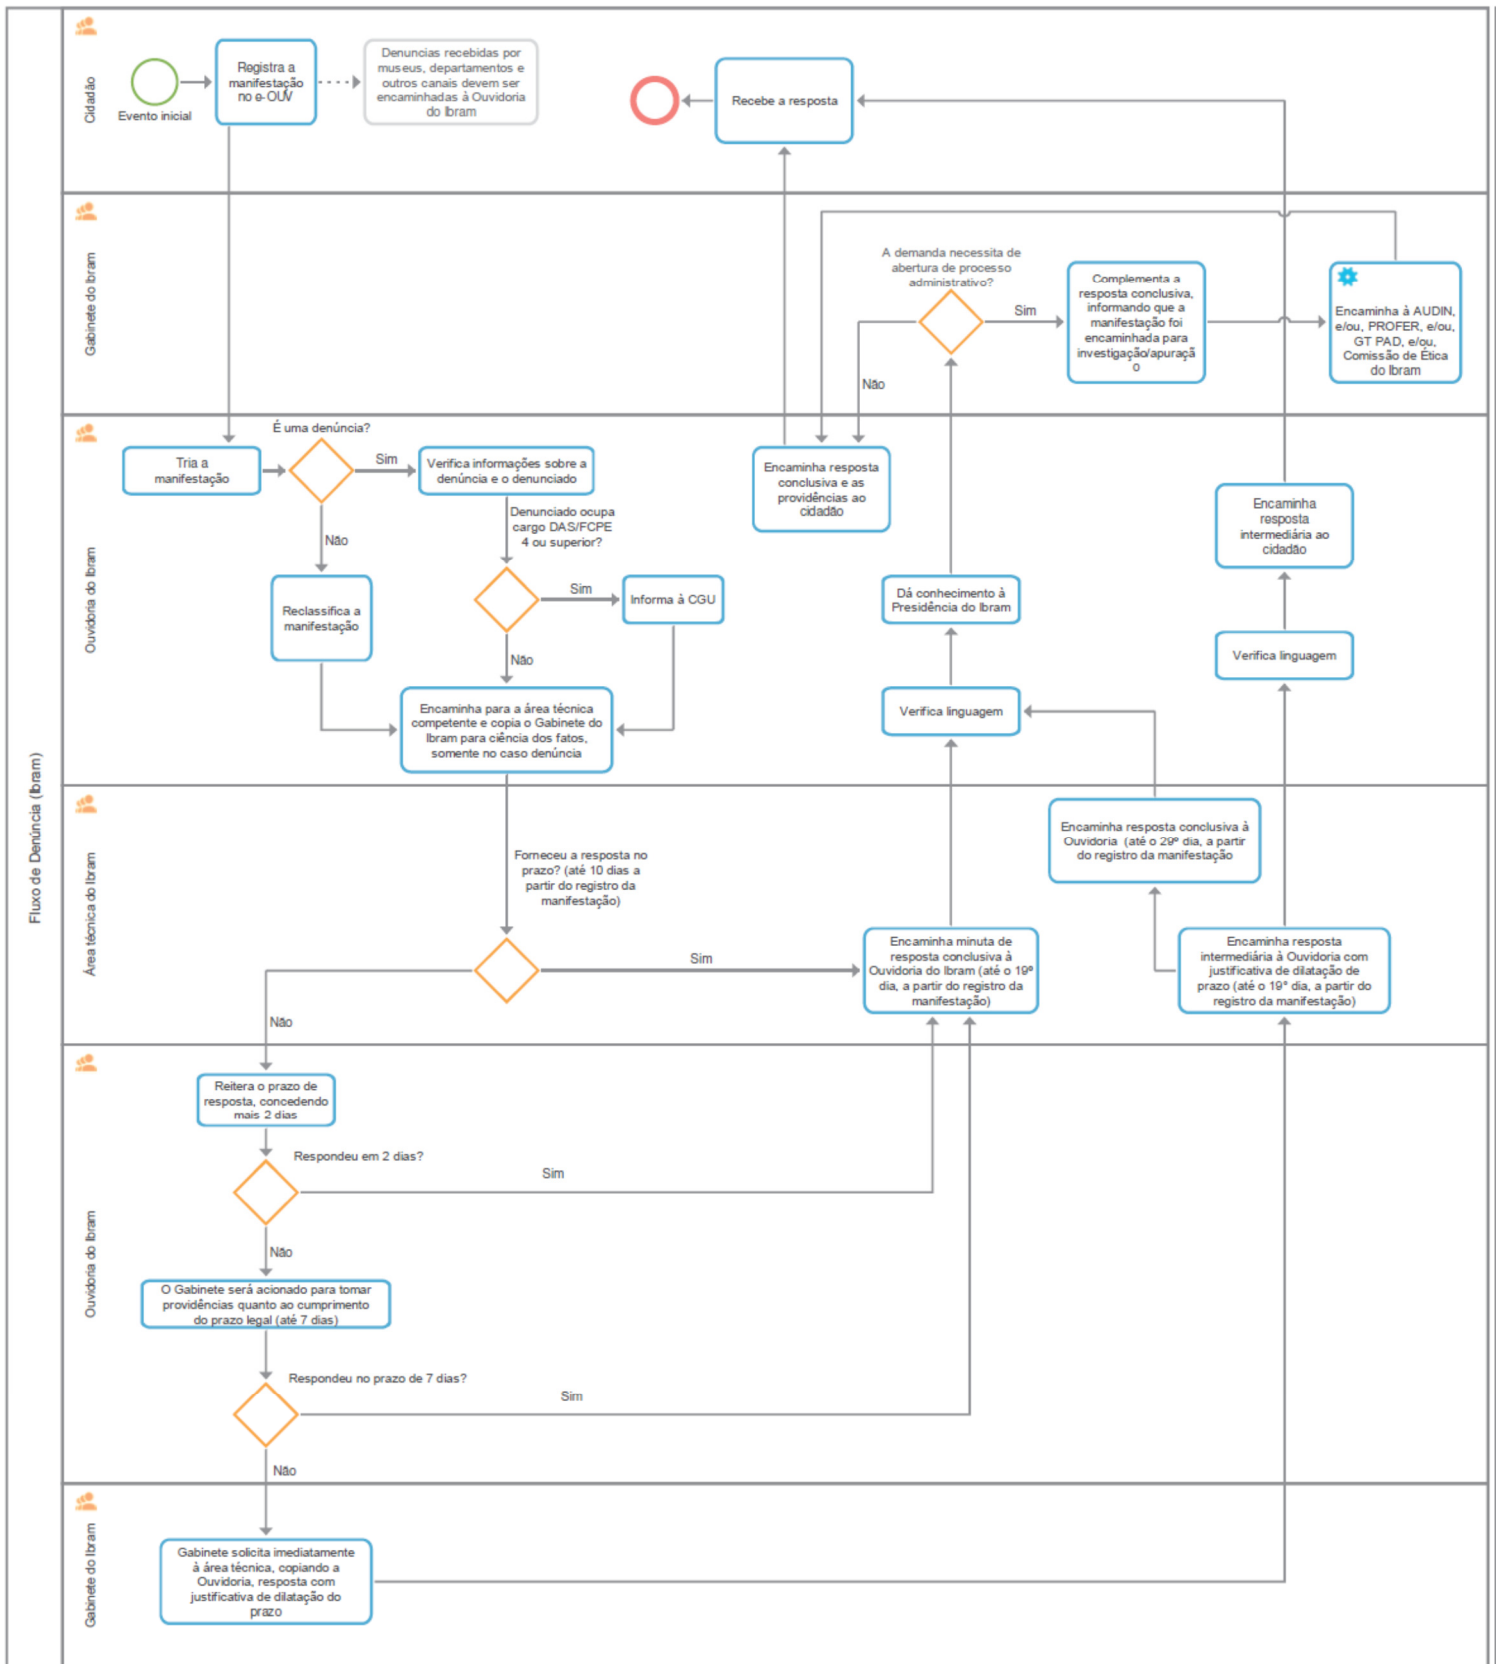 Fluxo de Denúncia (Ibram)
Cidadão
Evento inicial
Registra a
manifestação
no e-OUV
Denuncias recebidas por
museus, departamentos e
outros canais devem ser
encaminhadas à Ouvidoria
do Ibram
Recebe a resposta
Gabinete do Ibram
A demanda necessita de
abertura de processo
administrativo?
Sim
Não
Complementa a
resposta conclusiva,
informando que a
manifestação foi
encaminhada para
investigação/apuraçã
o
Encaminha à AUDIN,
e/ou, PROFER, e/ou,
GT PAD, e/ou,
Comissão de Ética
do Ibram
Ouvidoria do Ibram
Tria a
manifestação
É uma denúncia?
Sim
Não
Verifica informações sobre a
denúncia e o denunciado
Reclassifica a
manifestação
Denunciado ocupa
cargo DAS/FCPE
4 ou superior?
Sim
Não
Informa à CGU
Encaminha para a área técnica
competente e copia o Gabinete do
Ibram para ciência dos fatos,
somente no caso denúncia
Encaminha resposta
conclusiva e as
providências ao
cidadão
Dá conhecimento à
Presidência do Ibram
Verifica linguagem
Encaminha
resposta
intermediária ao
cidadão
Verifica linguagem
Área técnica do Ibram
Forneceu a resposta no
prazo? (até 10 dias a
partir do registro da
manifestação)
Sim
Não
Encaminha minuta de
resposta conclusiva à
Ouvidoria do Ibram (até o 19º
dia, a partir do registro da
manifestação)
Encaminha resposta conclusiva à
Ouvidoria (até o 29º dia, a partir
do registro da manifestação
Encaminha resposta
intermediária à Ouvidoria com
justificativa de dilatação de
prazo (até o 19° dia, a partir do
registro da manifestação)
Ouvidoria do Ibram
Reitera o prazo de
resposta, concedendo
mais 2 dias
Respondeu em 2 dias?
Sim
Não
O Gabinete será acionado para tomar
providências quanto ao cumprimento
do prazo legal (até 7 dias)
Respondeu no prazo de 7 dias?
Sim
Não
Gabinete do Ibram
Gabinete solicita imediatamente
à área técnica, copiando a
Ouvidoria, resposta com
justificativa de dilatação do
prazo